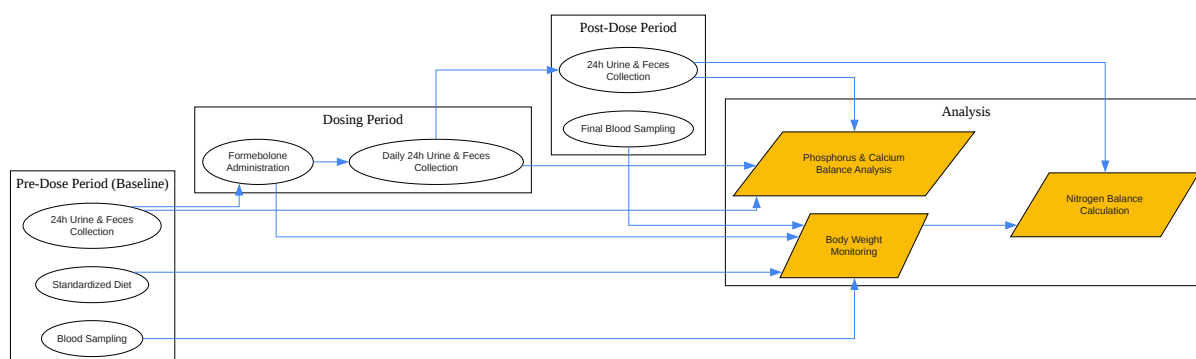 Pre-Dose Period (Baseline)
24h Urine & Feces
Collection
Standardized Diet
Blood Sampling
Dosing Period
Formebolone
Administration
Daily 24h Urine & Feces
Collection
Post-Dose Period
24h Urine & Feces
Collection
Final Blood Sampling
Analysis
Phosphorus & Calcium
Balance Analysis
Body Weight
Monitoring
Nitrogen Balance
Calculation